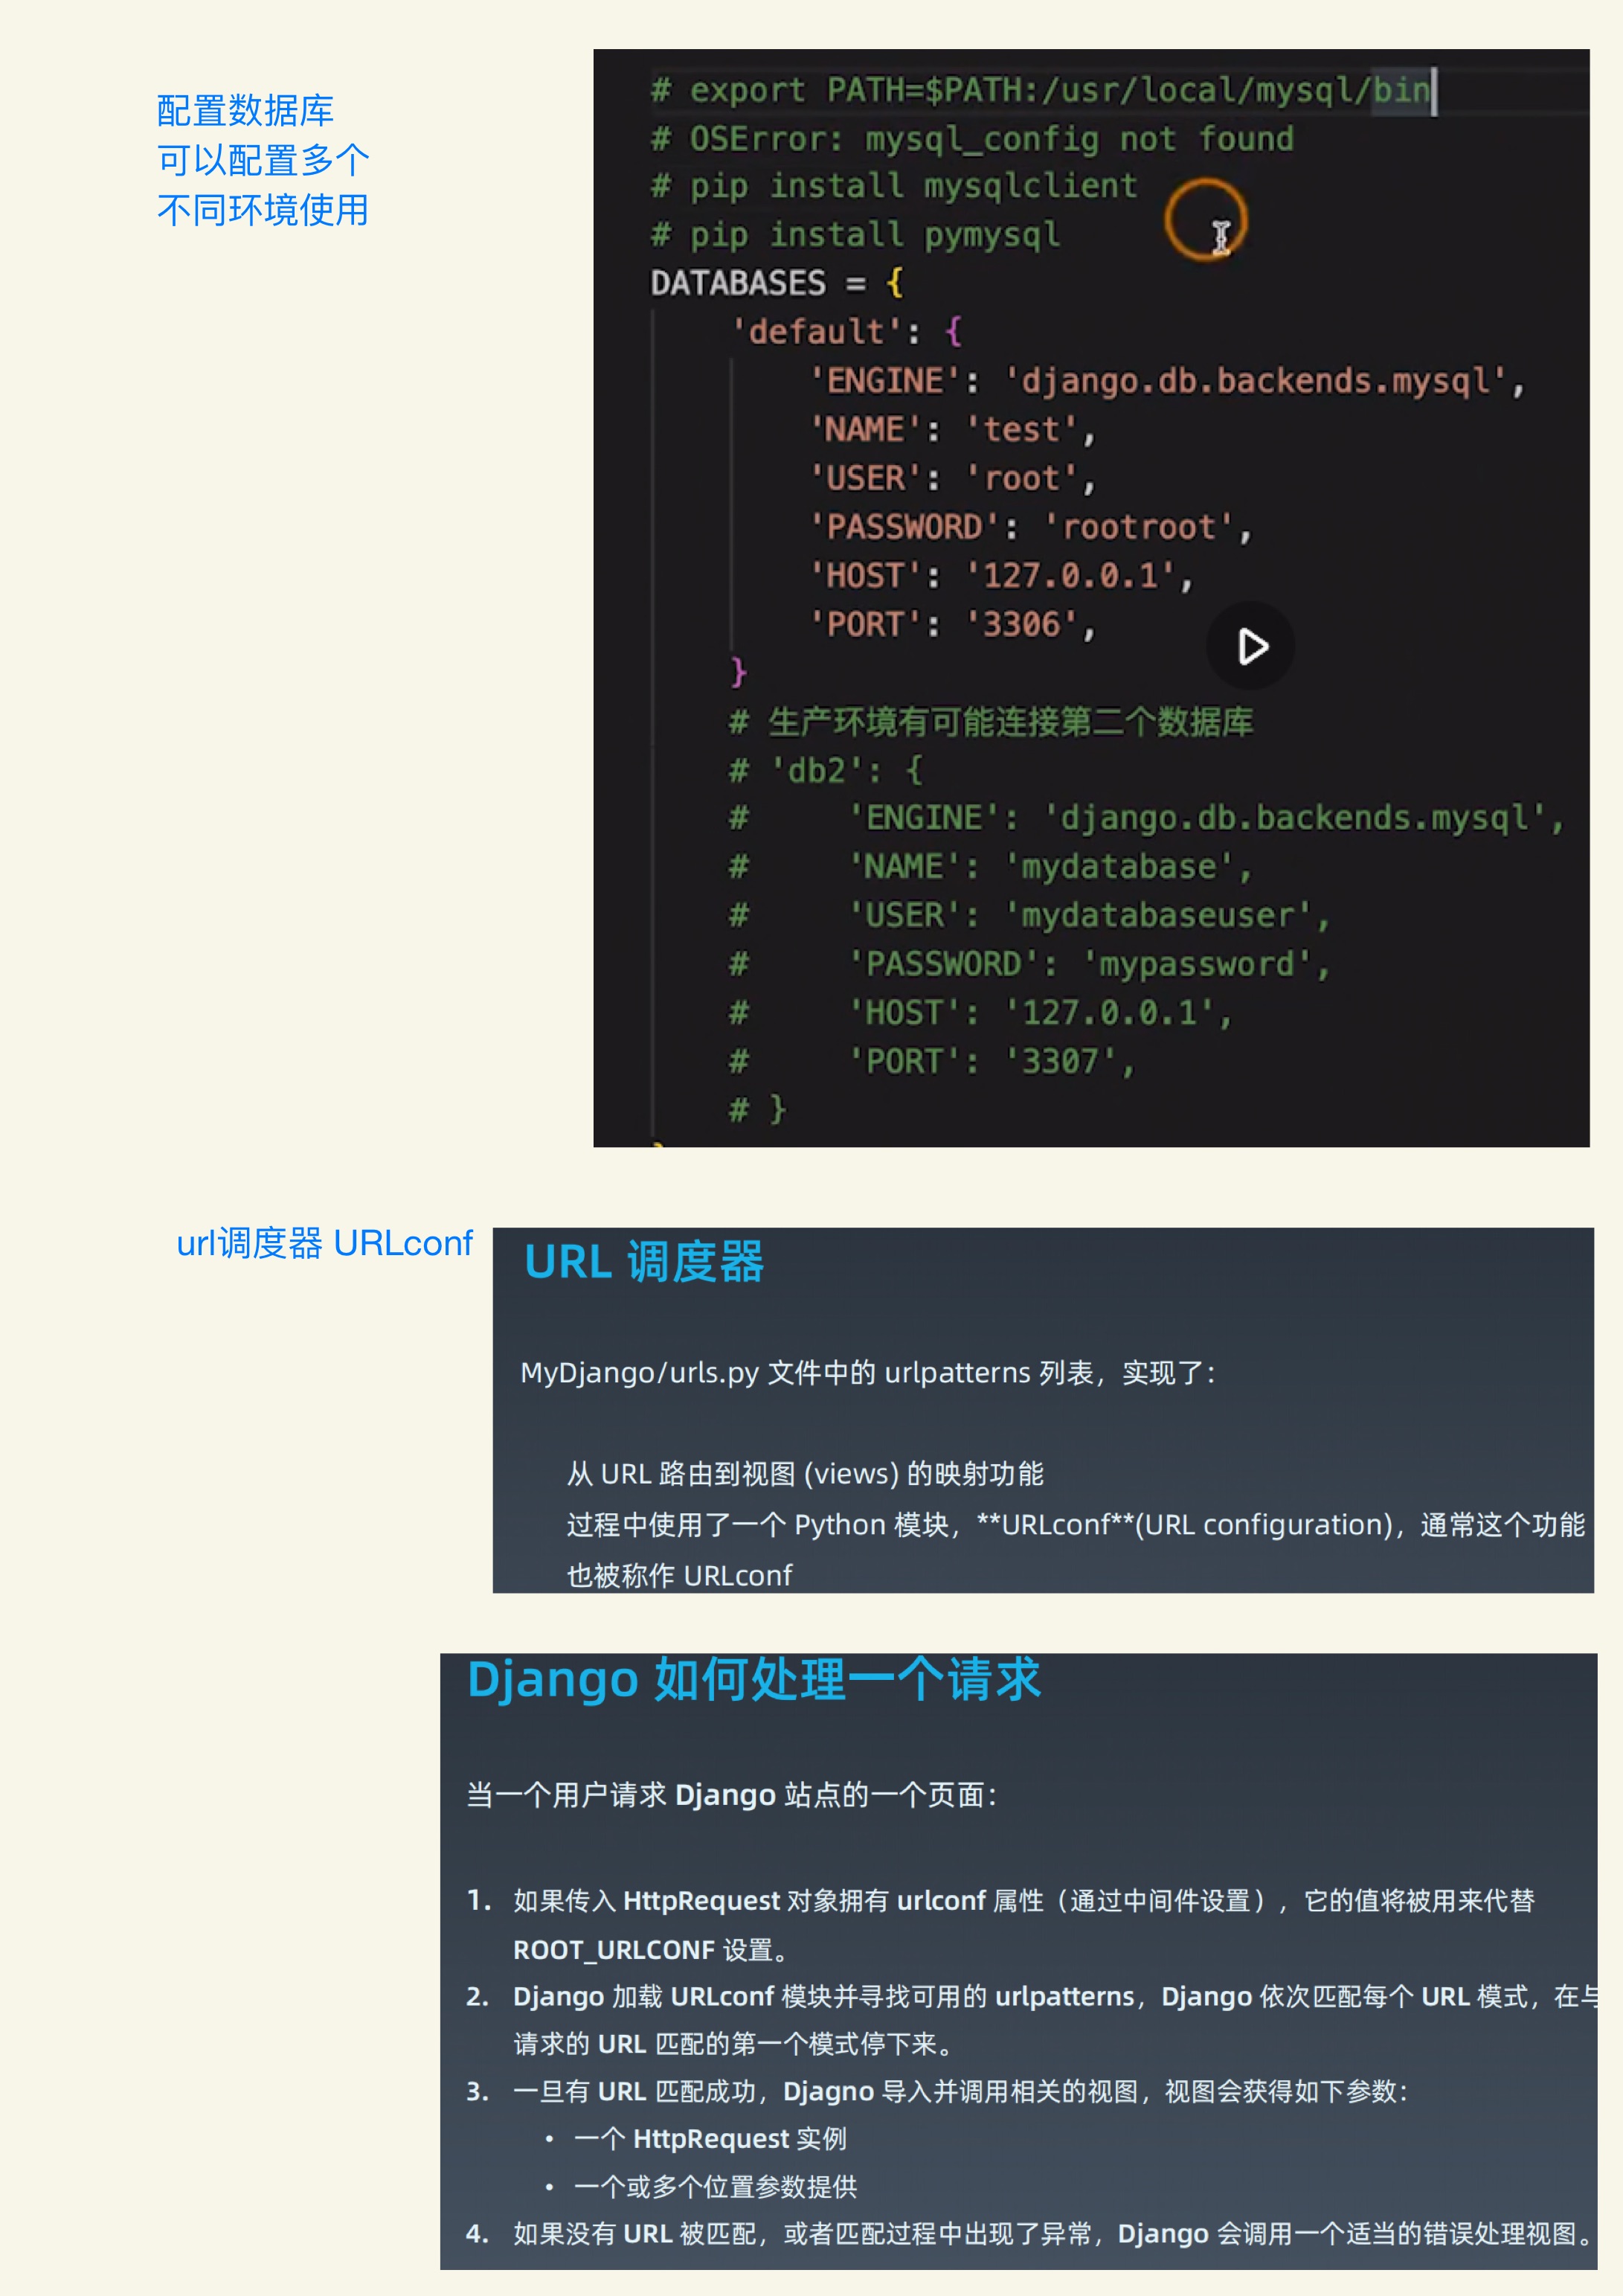 配置数据库
可以配置多个
不同环境使用
# export PATH=$PATH:/usr/local/mysql/bin
# OSError: mysql_config not found
# pip install mysqlclient
# pip install pymysql
DATABASES = {
    'default': {
        'ENGINE': 'django.db.backends.mysql',
        'NAME': 'test',
        'USER': 'root',
        'PASSWORD': 'rootroot',
        'HOST': '127.0.0.1',
        'PORT': '3306',
    }
    # 生产环境有可能连接第二个数据库
    # 'db2': {
    #     'ENGINE': 'django.db.backends.mysql',
    #     'NAME': 'mydatabase',
    #     'USER': 'mydatabaseuser',
    #     'PASSWORD': 'mypassword',
    #     'HOST': '127.0.0.1',
    #     'PORT': '3307',
    # }
url调度器 URLconf
URL 调度器
MyDjango/urls.py 文件中的 urlpatterns 列表，实现了：
从 URL 路由到视图 (views) 的映射功能
过程中使用了一个 Python 模块，**URLconf**(URL configuration)，通常这个功能
也被称作 URLconf
Django 如何处理一个请求
当一个用户请求 Django 站点的一个页面：
1. 如果传入 HttpRequest 对象拥有 urlconf 属性（通过中间件设置），它的值将被用来代替
ROOT_URLCONF 设置。
2. Django 加载 URLconf 模块并寻找可用的 urlpatterns，Django 依次匹配每个 URL 模式，在与
请求的 URL 匹配的第一个模式停下来。
3. 一旦有 URL 匹配成功，Djagno 导入并调用相关的视图，视图会获得如下参数：
• 一个 HttpRequest 实例
• 一个或多个位置参数提供
4. 如果没有 URL 被匹配，或者匹配过程中出现了异常，Django 会调用一个适当的错误处理视图。